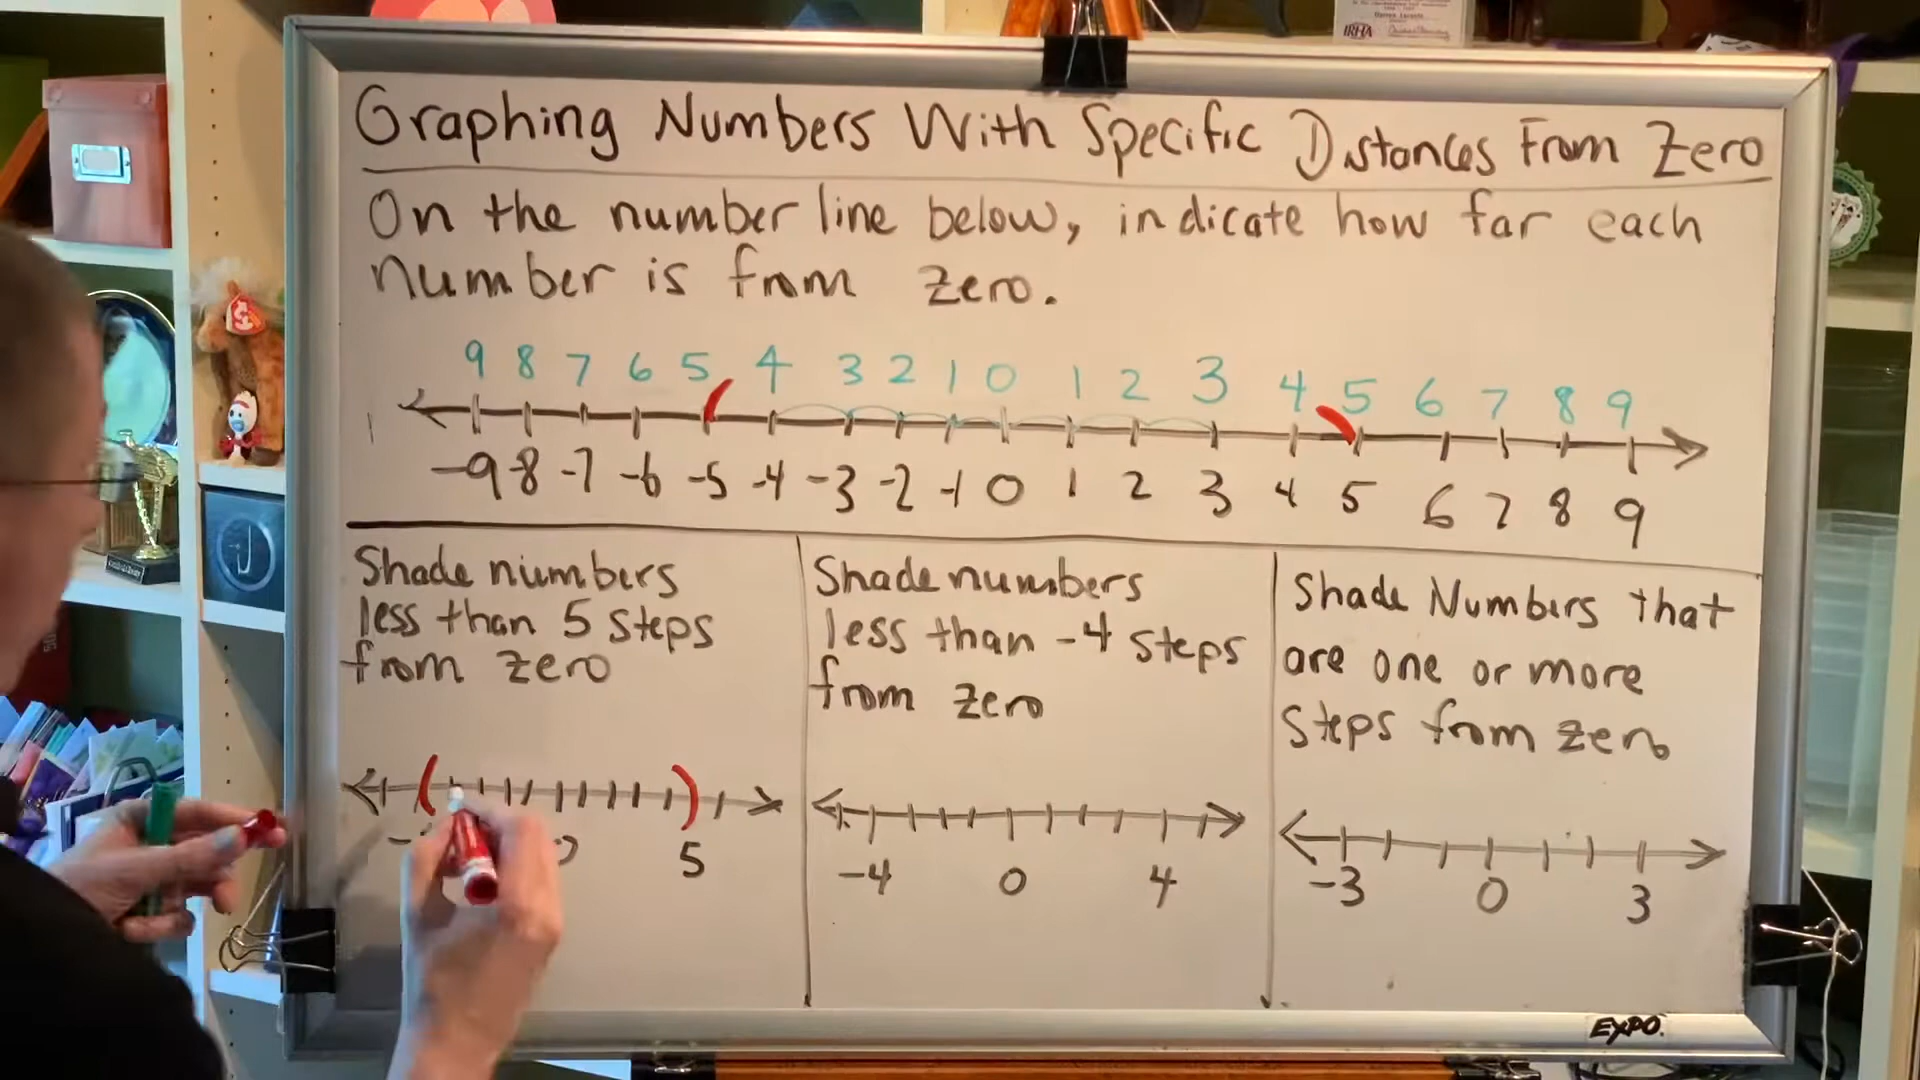 Graphing Numbers With Specific Distances From Zero
On the number line below, indicate how far each
number is from zero.
9 8 7 6 5 4 3 2 1 0 1 2 3 4 5 6 7 8 9
-9 -8 -7 -6 -5 -4 -3 -2 -1 0 1 2 3 4 5 6 7 8 9
Shade numbers
less than 5 steps
from zero
5
Shade numbers
less than -4 steps
from zero
-4 0 4
Shade Numbers that
are one or more
steps from zero
-3 0 3
EXPO.
IRHA